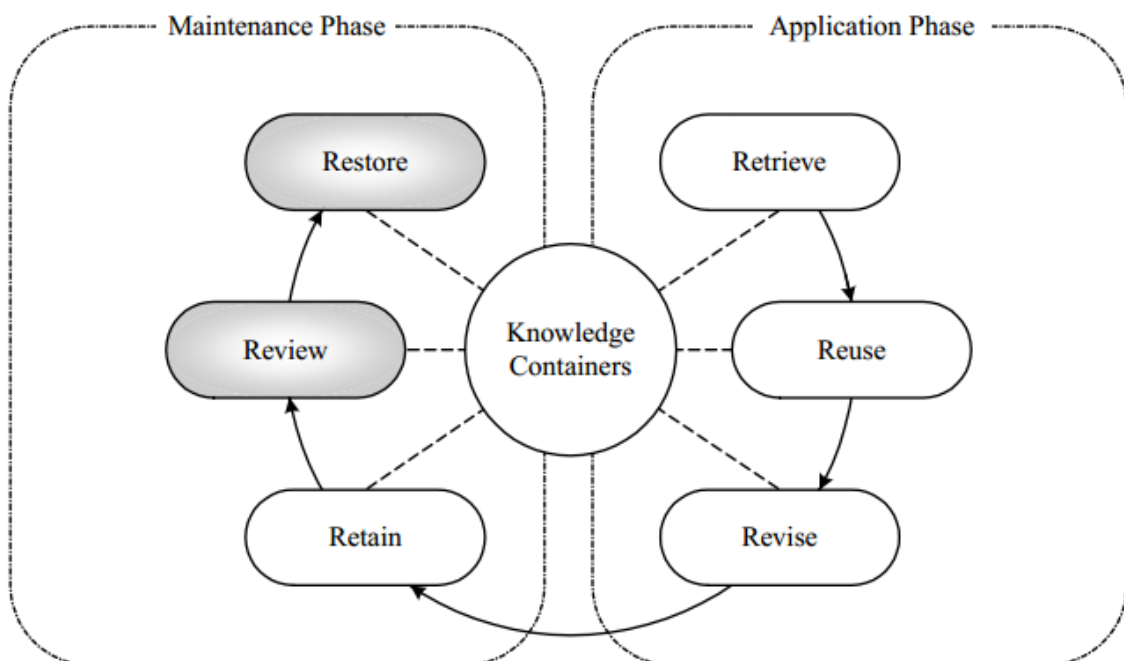 Maintenance Phase
Application Phase
Restore
Retrieve
Review
Knowledge
Containers
Reuse
Retain
Revise